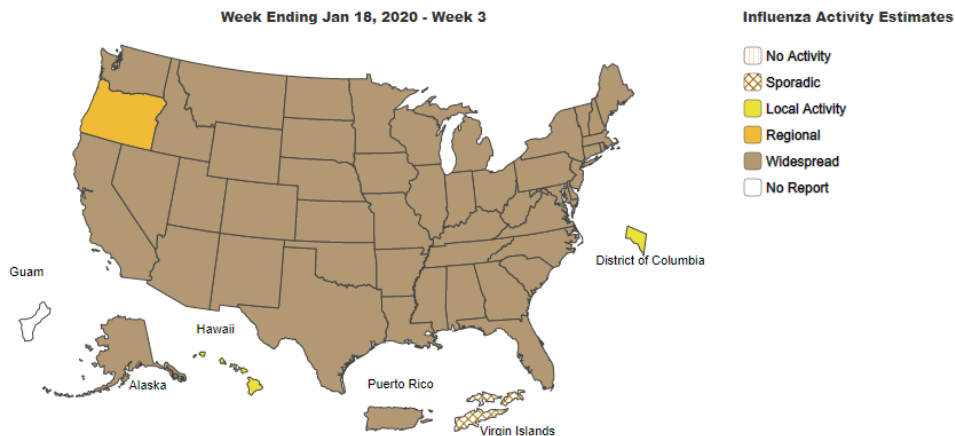 Week Ending Jan 18, 2020 - Week 3
Influenza Activity Estimates
No Activity
Sporadic
Local Activity
Regional
Widespread
No Report
District of Columbia
Guam
Hawaii
Alaska
Puerto Rico
Virgin Islands